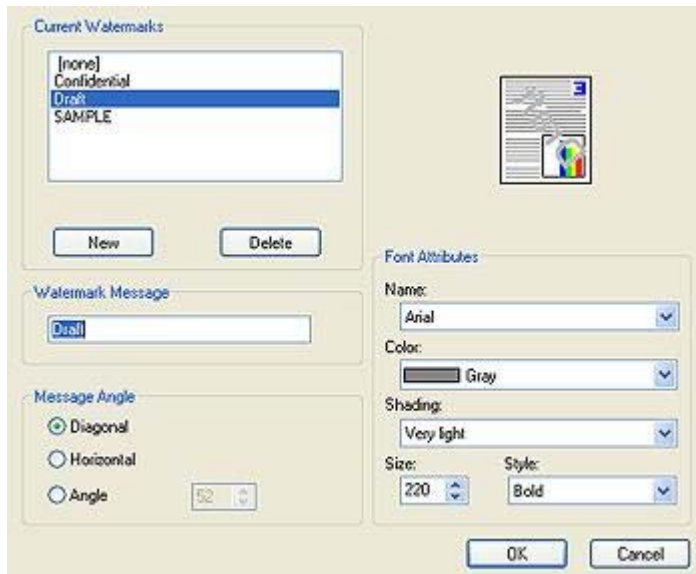 Current Watermarks
[none]
Confidential
Draft
SAMPLE
New Delete
Watermark Message
Draft
Message Angle
Diagonal
Horizontal
Angle 52
3
Font Attributes
Name:
Arial
Color:
Gray
Shading:
Very light
Size: Style:
220 Bold
OK Cancel